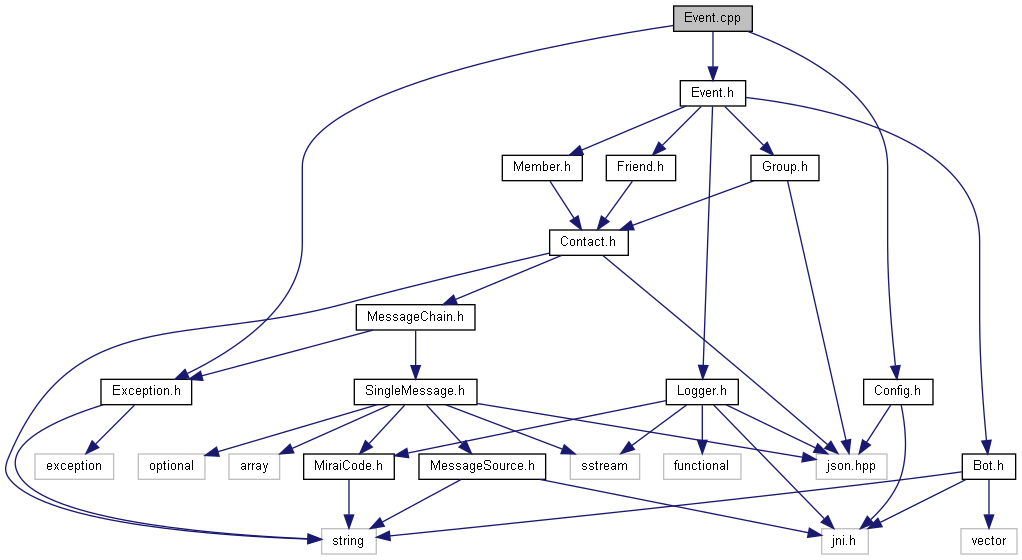 Event.cpp
Event.h
Member.h
Friend.h
Group.h
Contact.h
MessageChain.h
Exception.h
SingleMessage.h
Logger.h
Config.h
exception
optional
array
MiraiCode.h
MessageSource.h
sstream
functional
json.hpp
Bot.h
string
jni.h
vector